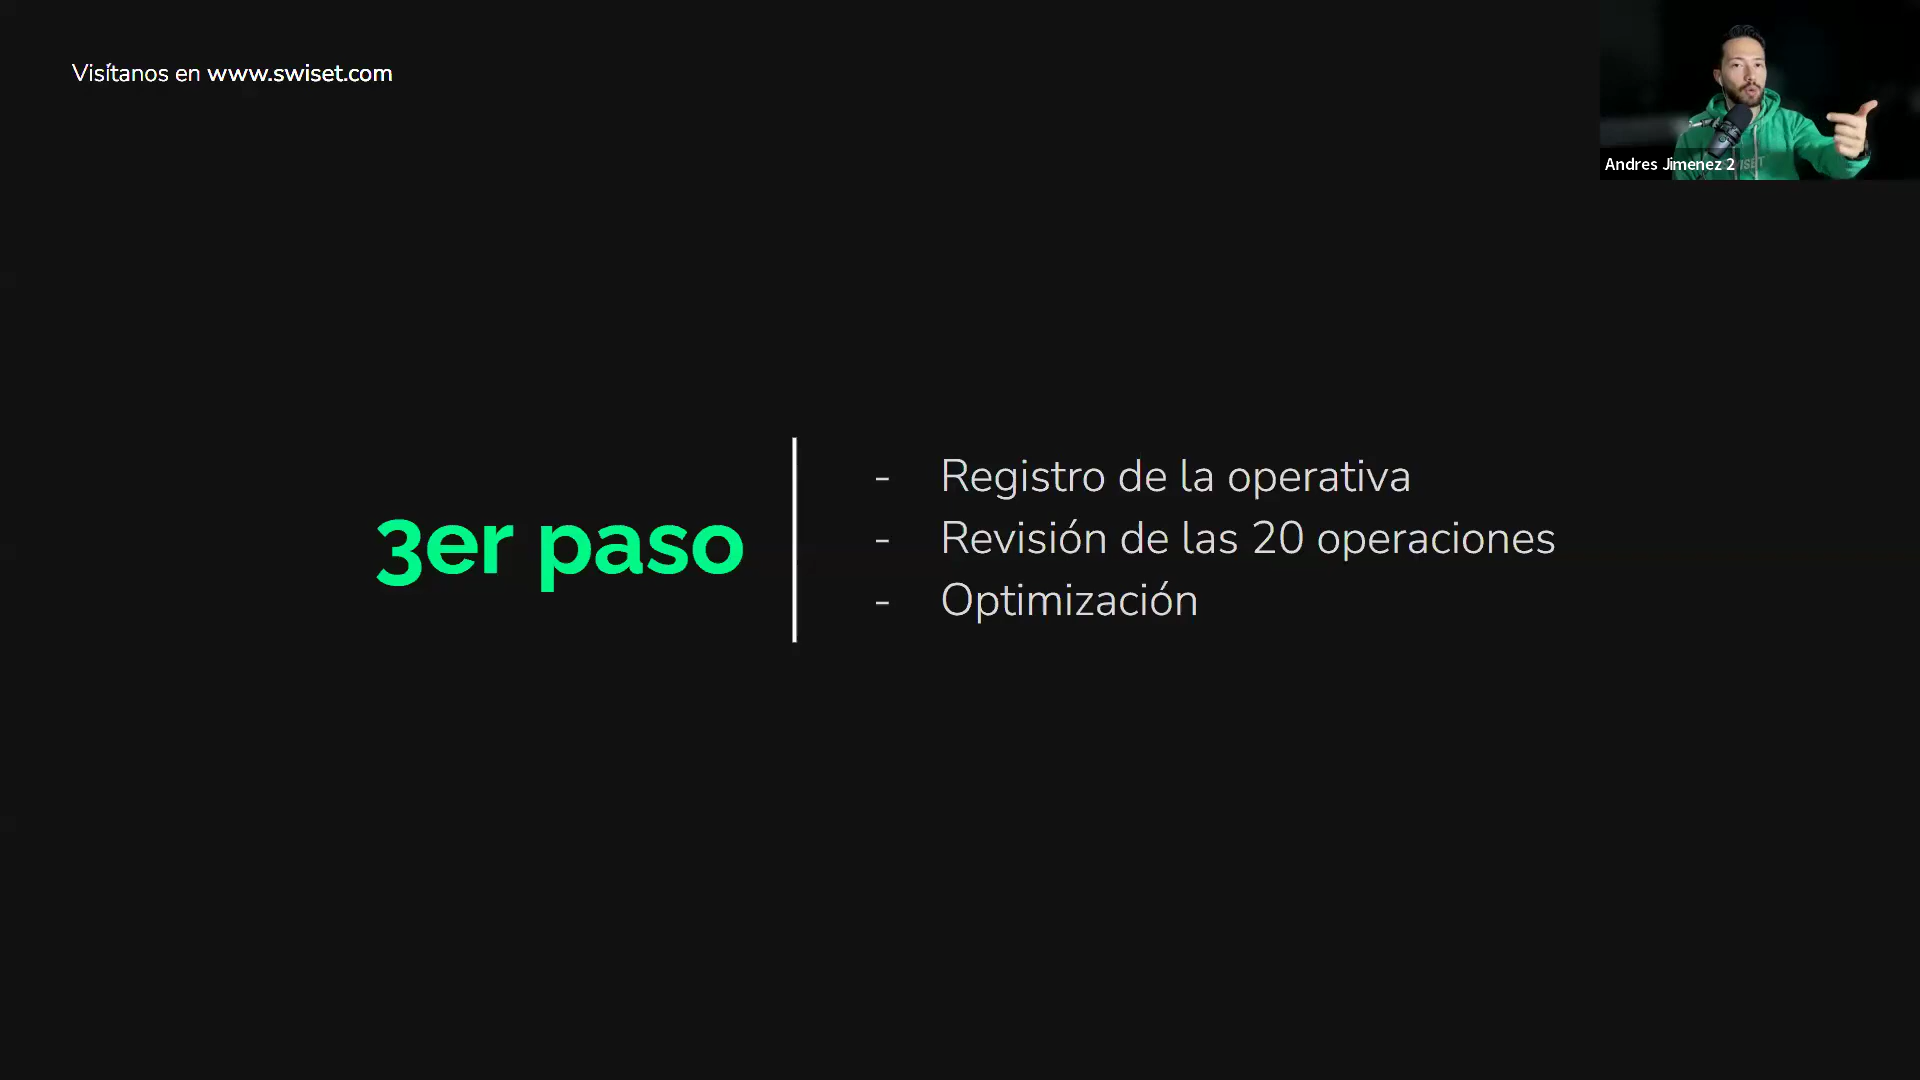 Visítanos en www.swiset.com
Andres Jimenez 2
3er paso
- Registro de la operativa
- Revisión de las 20 operaciones
- Optimización